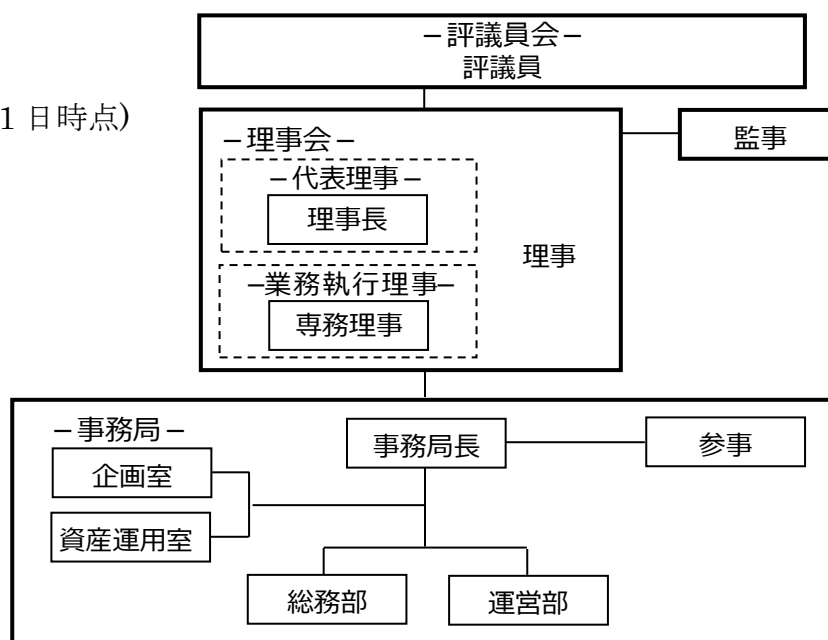 －評議員会－
評議員
1 日時点)
－理事会－
監事
－代表理事－
理事長
理事
－業務執行理事－
専務理事
－事務局－
事務局長
参事
企画室
資産運用室
総務部
運営部